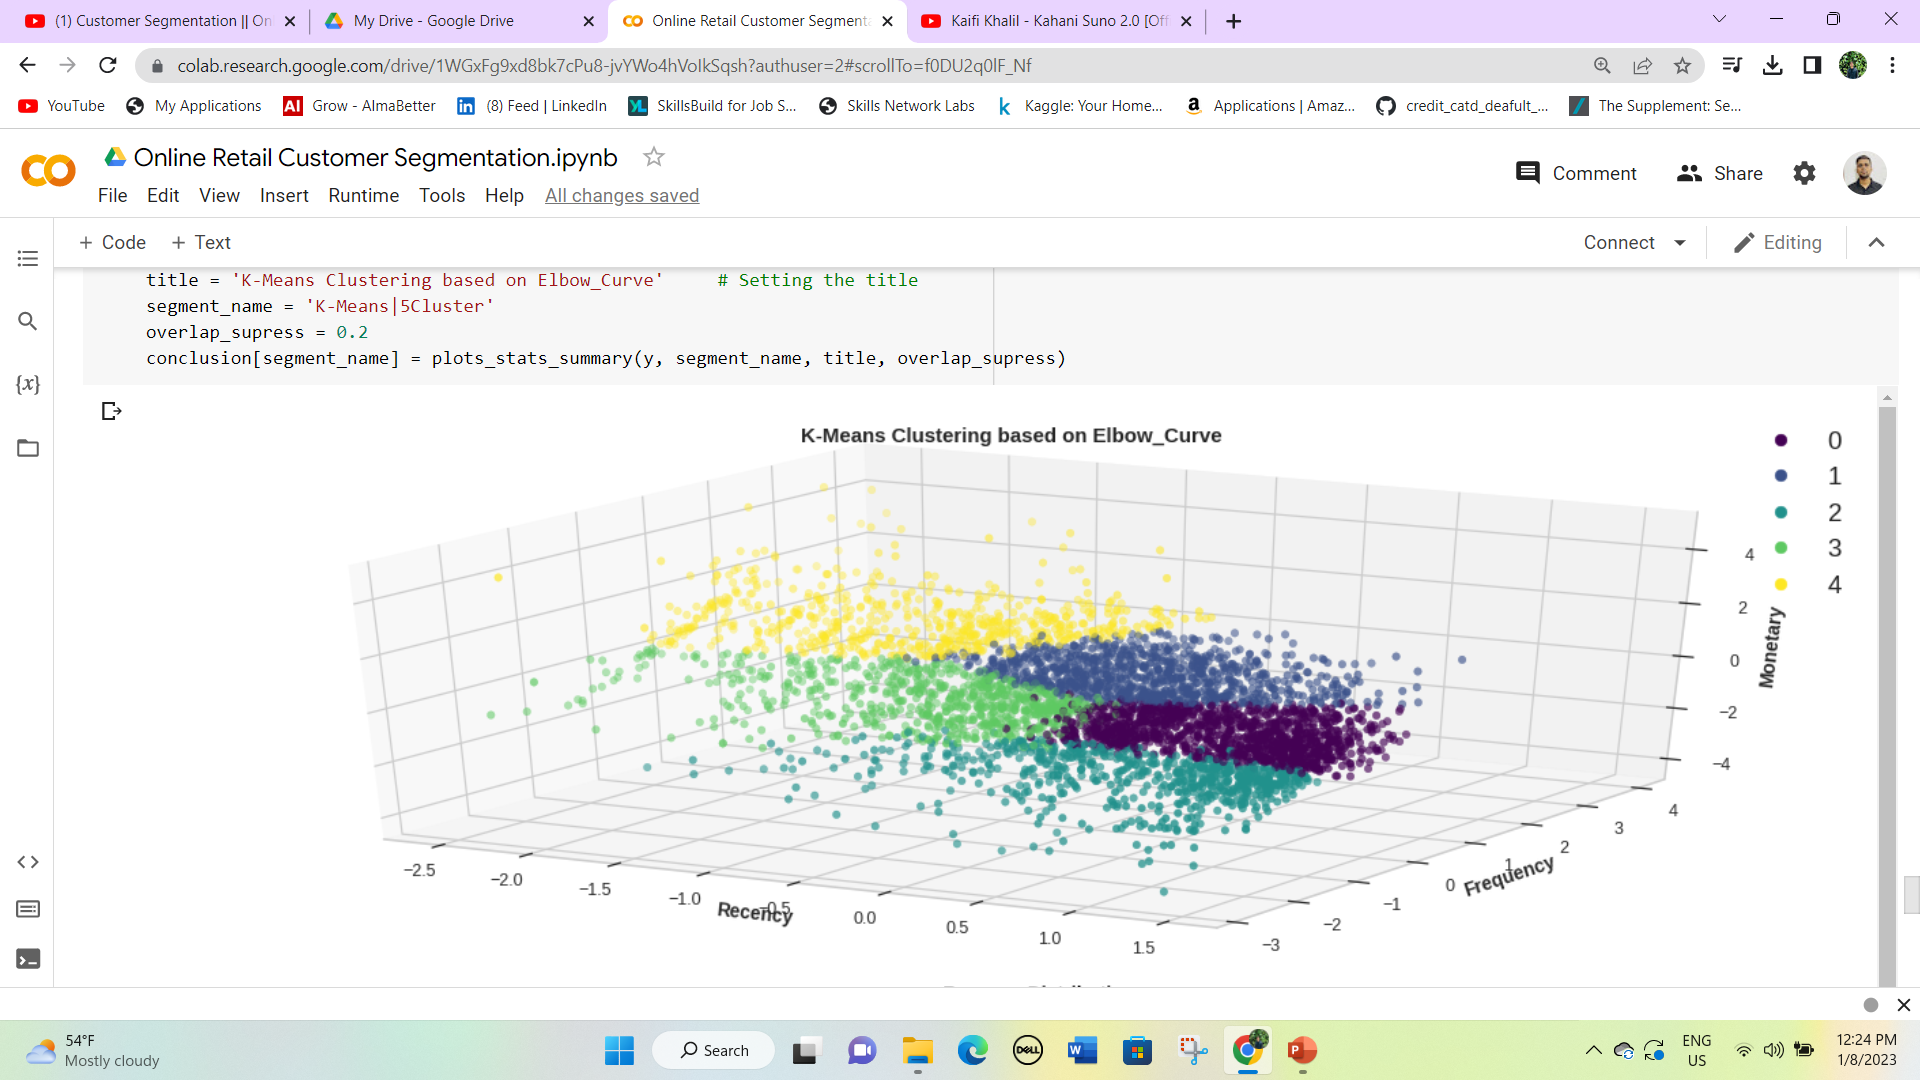 (1) Customer Segmentation || On
My Drive - Google Drive
Online Retail Customer Segmenta
Kaifi Khalil - Kahani Suno 2.0 [Off
colab.research.google.com/drive/1WGxFg9xd8bk7cPu8-jvYWo4hVoIkSqsh?authuser=2#scrollTo=f0DU2q0lF_Nf
YouTube
My Applications
AI Grow - AlmaBetter
(8) Feed | LinkedIn
SkillsBuild for Job S...
Skills Network Labs
Kaggle: Your Home...
Applications | Amaz...
credit_catd_deafult_...
The Supplement: Se...
Online Retail Customer Segmentation.ipynb
Comment
Share
File Edit View Insert Runtime Tools Help All changes saved
+ Code + Text
Connect
Editing
title = 'K-Means Clustering based on Elbow_Curve' # Setting the title
segment_name = 'K-Means|5Cluster'
overlap_supress = 0.2
conclusion[segment_name] = plots_stats_summary(y, segment_name, title, overlap_supress)
{x}
K-Means Clustering based on Elbow_Curve
0
1
2
3
4
4
2
0
−2
−4
Monetary
−2.5
−2.0
−1.5
−1.0
−0.5
0.0
0.5
1.0
1.5
Recency
−3
−2
−1
0
1
2
3
4
Frequency
54°F
Mostly cloudy
Search
DELL
ENG
US
12:24 PM
1/8/2023